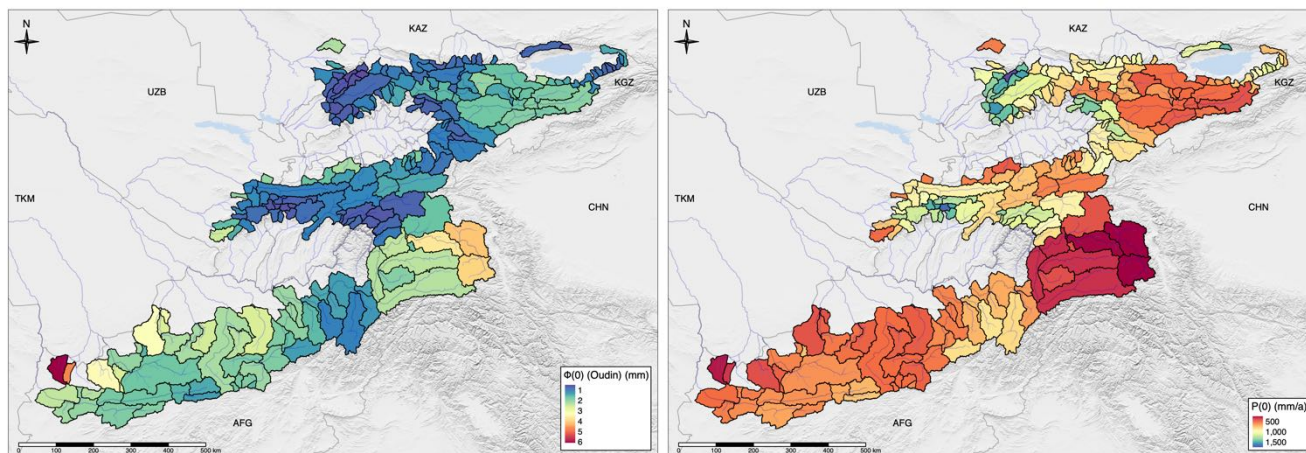 N
KAZ
UZB
KGZ
TKM
CHN
AFG
Φ(0) (Oudin) (mm)
1
2
3
4
5
6
0 100 200 300 400 500 km
N
KAZ
UZB
KGZ
TKM
CHN
AFG
P(0) (mm/a)
500
1,000
1,500
0 100 200 300 400 500 km